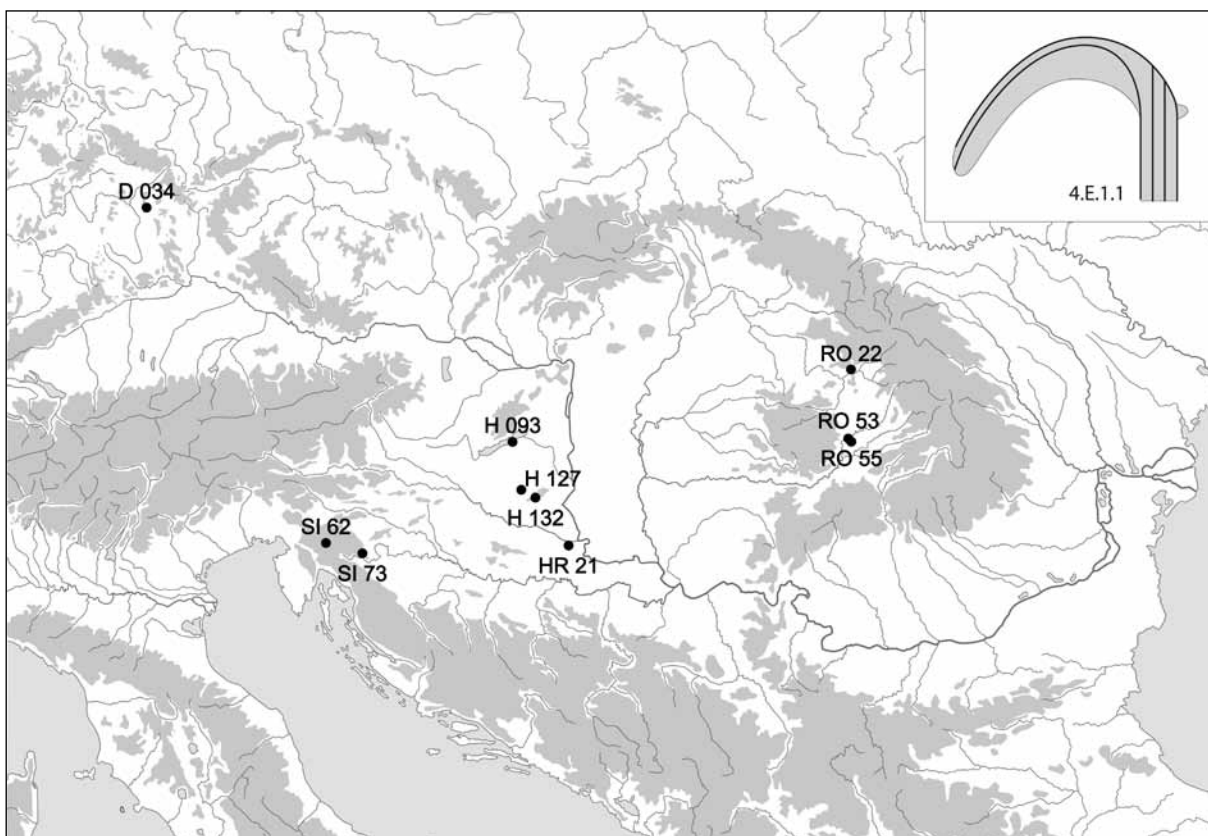 4.E.1.1
D 034
RO 22
RO 53
H 093
RO 55
H 127
H 132
SI 62
HR 21
SI 73